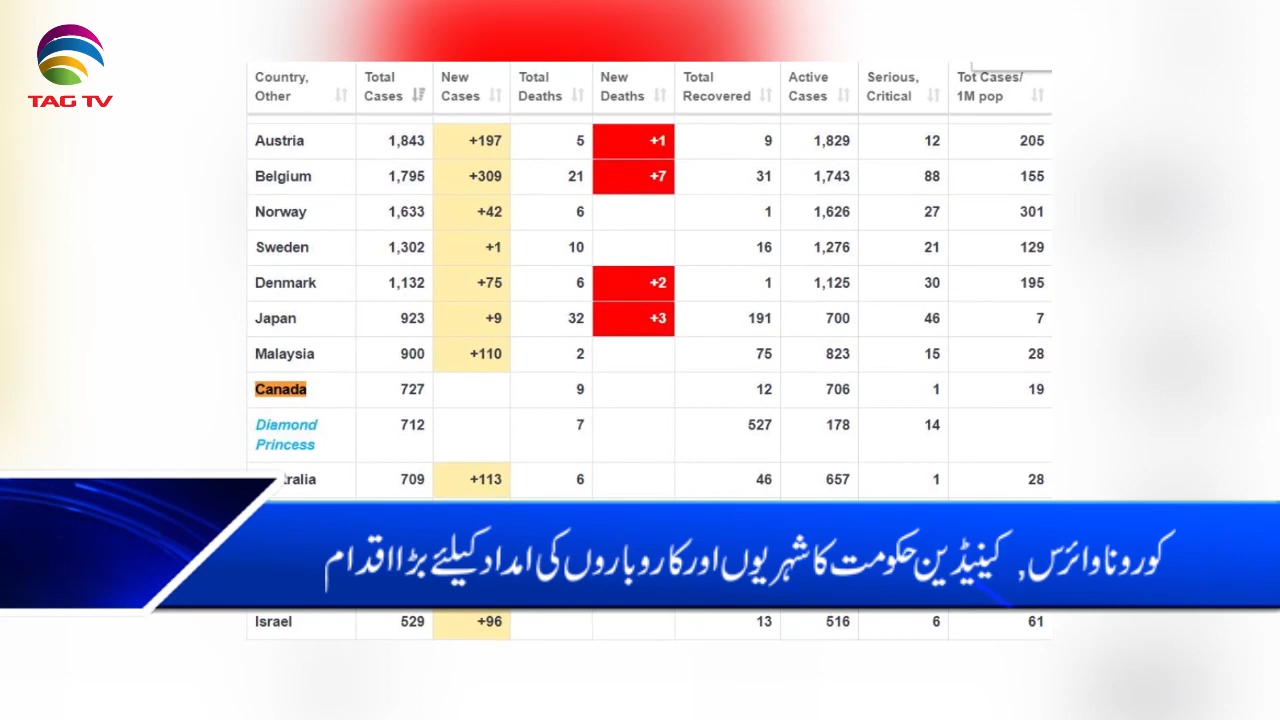 TAG TV
Country, Other Total Cases New Cases Total Deaths New Deaths Total Recovered Active Cases Serious, Critical Tot Cases/ 1M pop
Austria 1,843 +197 5 +1 9 1,829 12 205
Belgium 1,795 +309 21 +7 31 1,743 88 155
Norway 1,633 +42 6 1 1,626 27 301
Sweden 1,302 +1 10 16 1,276 21 129
Denmark 1,132 +75 6 +2 1 1,125 30 195
Japan 923 +9 32 +3 191 700 46 7
Malaysia 900 +110 2 75 823 15 28
Canada 727 9 12 706 1 19
Diamond Princess 712 7 527 178 14
tralia 709 +113 6 46 657 1 28
کورونا وائرس, کینیڈین حکومت کا شہریوں اور کاروباروں کی امداد کیلئے بڑا اقدام
Israel 529 +96 13 516 6 61